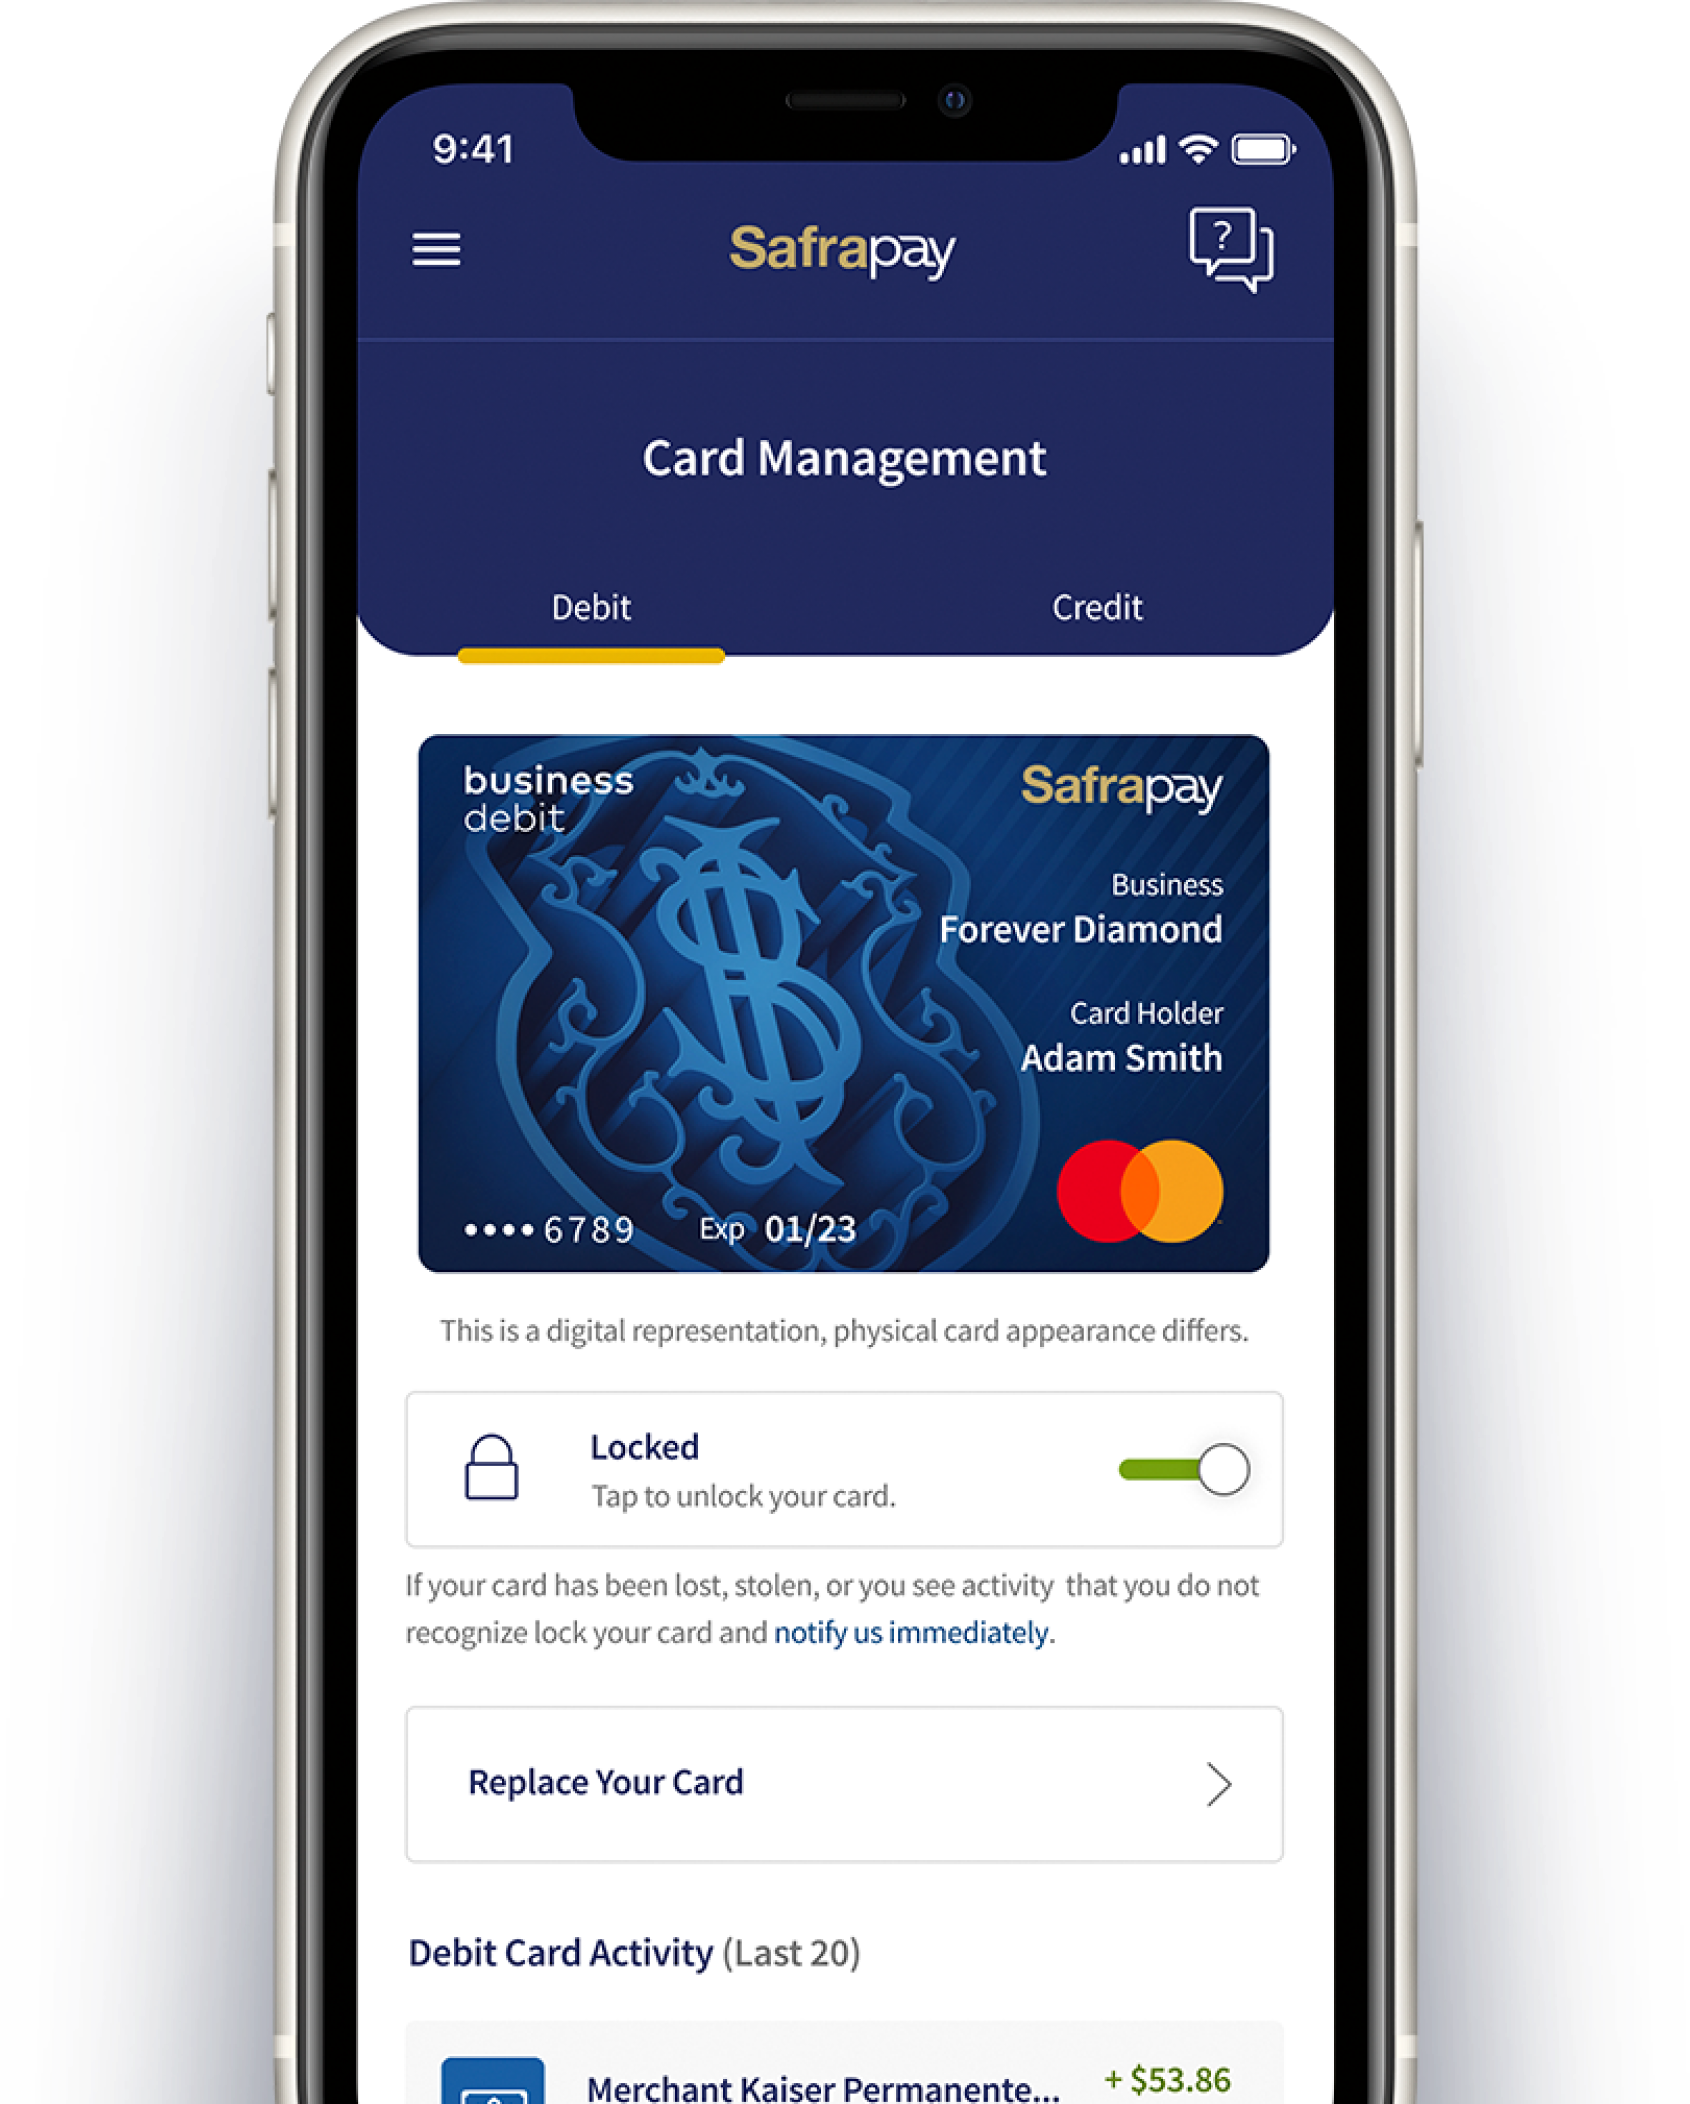 9:41
Safrapay
?
Card Management
Debit Credit
business
debit
Safrapay
Business
Forever Diamond
Card Holder
Adam Smith
•••• 6789 Exp 01/23
This is a digital representation, physical card appearance differs.
Locked
Tap to unlock your card.
If your card has been lost, stolen, or you see activity that you do not
recognize lock your card and notify us immediately.
Replace Your Card
Debit Card Activity (Last 20)
Merchant Kaiser Permanente... + $53.86